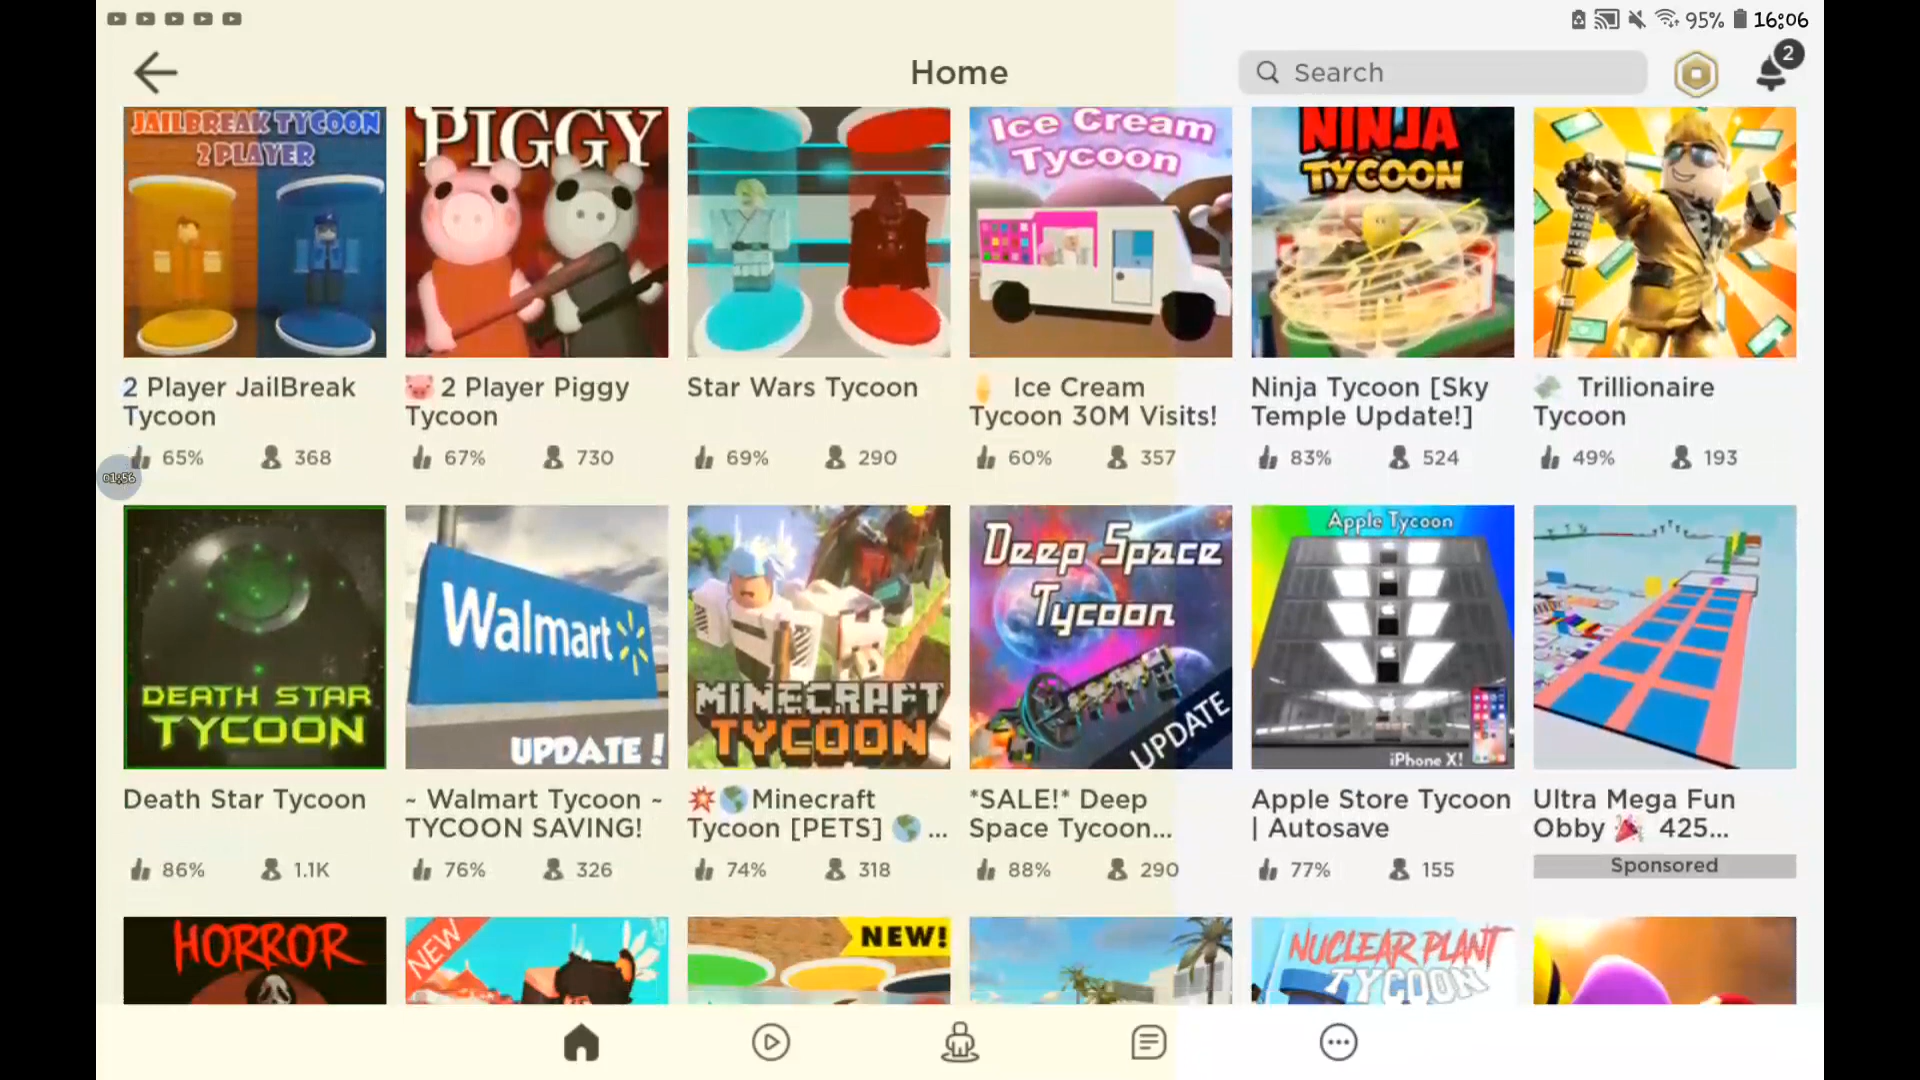 95% 16:06
Home
Search
2
JAILBREAK TYCOON
2 PLAYER
PIGGY
Ice Cream
Tycoon
NINJA
TYCOON
2 Player JailBreak
Tycoon
65% 368
2 Player Piggy
Tycoon
67% 730
Star Wars Tycoon
69% 290
Ice Cream
Tycoon 30M Visits!
60% 357
Ninja Tycoon [Sky
Temple Update!]
83% 524
Trillionaire
Tycoon
49% 193
01:56
DEATH STAR
TYCOON
Walmart
UPDATE!
MINECRAFT
TYCOON
Deep Space
Tycoon
UPDATE
Apple Tycoon
iPhone X!
Death Star Tycoon
86% 1.1K
~ Walmart Tycoon ~
TYCOON SAVING!
76% 326
Minecraft
Tycoon [PETS] ...
74% 318
*SALE!* Deep
Space Tycoon...
88% 290
Apple Store Tycoon
| Autosave
77% 155
Ultra Mega Fun
Obby 425...
Sponsored
HORROR
NEW
NEW!
NUCLEAR PLANT
TYCOON